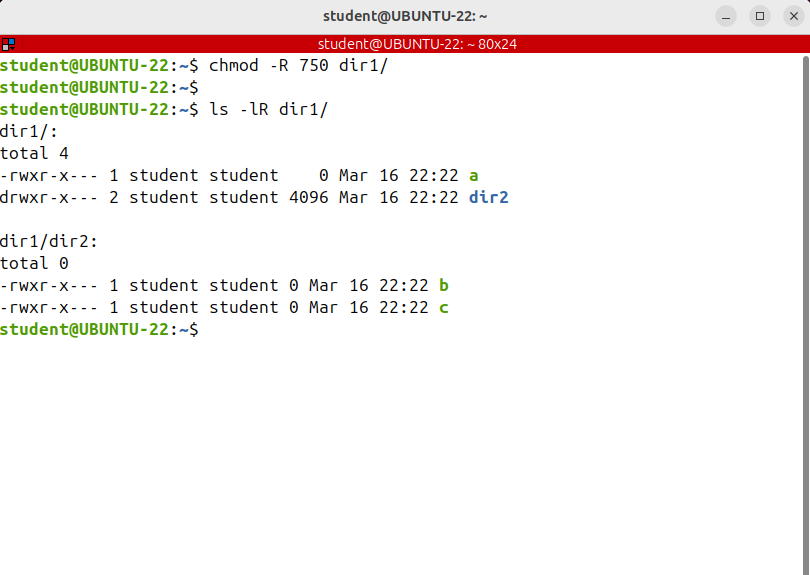 student@UBUNTU-22: ~
student@UBUNTU-22: ~ 80x24
student@UBUNTU-22:~$ chmod -R 750 dir1/
student@UBUNTU-22:~$
student@UBUNTU-22:~$ ls -lR dir1/
dir1/:
total 4
-rwxr-x--- 1 student student    0 Mar 16 22:22 a
drwxr-x--- 2 student student 4096 Mar 16 22:22 dir2
dir1/dir2:
total 0
-rwxr-x--- 1 student student 0 Mar 16 22:22 b
-rwxr-x--- 1 student student 0 Mar 16 22:22 c
student@UBUNTU-22:~$